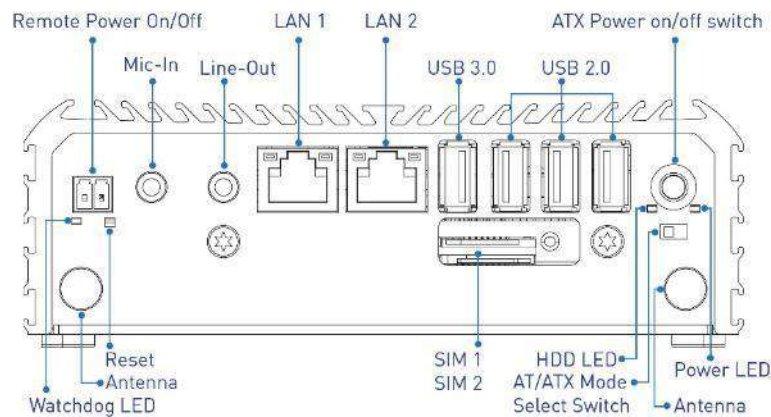 Remote Power On/Off
LAN 1
LAN 2
ATX Power on/off switch
Mic-In
Line-Out
USB 3.0
USB 2.0
Reset
Antenna
Watchdog LED
SIM 1
SIM 2
HDD LED
AT/ATX Mode
Select Switch
Power LED
Antenna